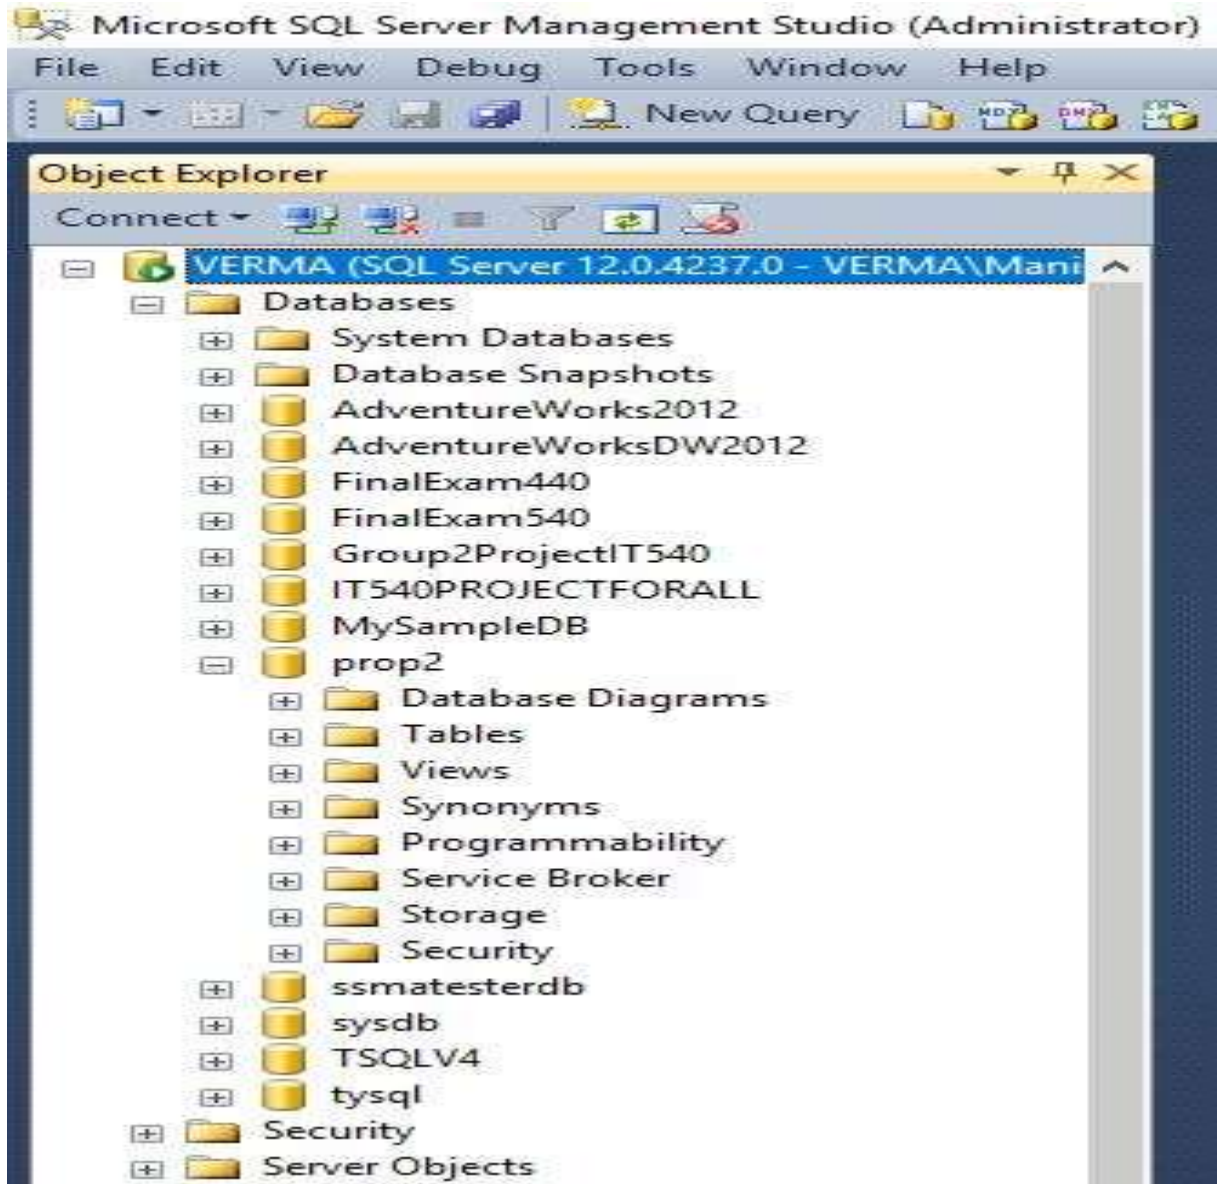 Microsoft SQL Server Management Studio (Administrator)
File Edit View Debug Tools Window Help
New Query
Object Explorer
Connect
VERMA (SQL Server 12.0.4237.0 - VERMA\Mani
Databases
System Databases
Database Snapshots
AdventureWorks2012
AdventureWorksDW2012
FinalExam440
FinalExam540
Group2ProjectIT540
IT540PROJECTFORALL
MySampleDB
prop2
Database Diagrams
Tables
Views
Synonyms
Programmability
Service Broker
Storage
Security
ssmatesterdb
sysdb
TSQLV4
tysql
Security
Server Objects